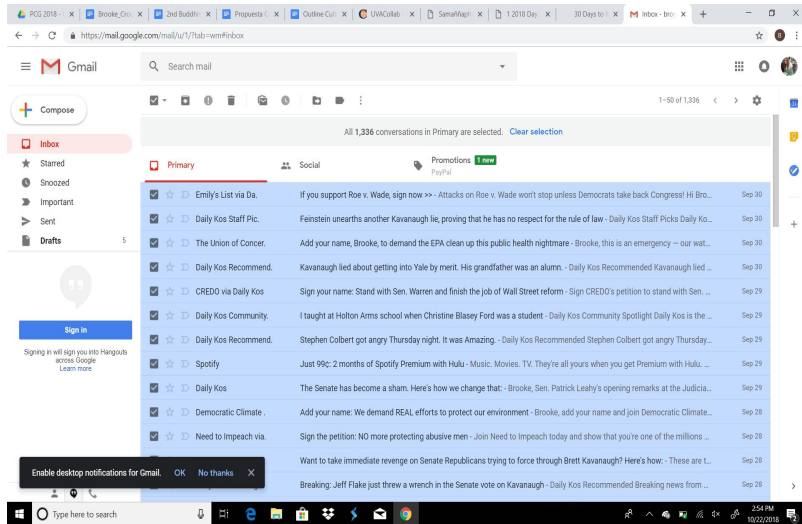 PCG 2018 -
Brooke_Crou
2nd Buddhe
Propuesta C
Outline Cult
UVACollab
Samaññaph
1 2018 Day
30 Days to
Inbox - broo
https://mail.google.com/mail/u/1/?tab=wm#inbox
B
Gmail
Search mail
Compose
1–50 of 1,336
All 1,336 conversations in Primary are selected. Clear selection
Inbox
Starred
Snoozed
Important
Sent
Drafts 5
Primary
Social
Promotions 1 new
PayPal
Emily's List via Da. If you support Roe v. Wade, sign now >> - Attacks on Roe v. Wade won't stop unless Democrats take back Congress! Hi Bro... Sep 30
Daily Kos Staff Pic. Feinstein unearths another Kavanaugh lie, proving that he has no respect for the rule of law - Daily Kos Staff Picks Daily Ko... Sep 30
The Union of Concer. Add your name, Brooke, to demand the EPA clean up this public health nightmare - Brooke, this is an emergency — our wat... Sep 30
Daily Kos Recommend. Kavanaugh lied about getting into Yale by merit. His grandfather was an alumn. - Daily Kos Recommended Kavanaugh lied ... Sep 30
CREDO via Daily Kos Sign your name: Stand with Sen. Warren and finish the job of Wall Street reform - Sign CREDO's petition to stand with Sen. ... Sep 29
Daily Kos Community. I taught at Holton Arms school when Christine Blasey Ford was a student - Daily Kos Community Spotlight Daily Kos is the ... Sep 29
Daily Kos Recommend. Stephen Colbert got angry Thursday night. It was Amazing. - Daily Kos Recommended Stephen Colbert got angry Thursday... Sep 29
Spotify Just 99¢: 2 months of Spotify Premium with Hulu - Music. Movies. TV. They're all yours when you get Premium with Hulu. ... Sep 29
Daily Kos The Senate has become a sham. Here's how we change that: - Brooke, Sen. Patrick Leahy's opening remarks at the Judicia... Sep 29
Democratic Climate . Add your name: We demand REAL efforts to protect our environment - Brooke, add your name and join Democratic Climate... Sep 28
Need to Impeach via. Sign the petition: NO more protecting abusive men - Join Need to Impeach today and show that you're one of the millions ... Sep 28
Want to take immediate revenge on Senate Republicans trying to force through Brett Kavanaugh? Here's how: - These are t... Sep 28
Breaking: Jeff Flake just threw a wrench in the Senate vote on Kavanaugh - Daily Kos Recommended Breaking news from ... Sep 28
Sign in
Signing in will sign you into Hangouts
across Google
Learn more
Enable desktop notifications for Gmail. OK No thanks X
Type here to search
2:54 PM
10/22/2018